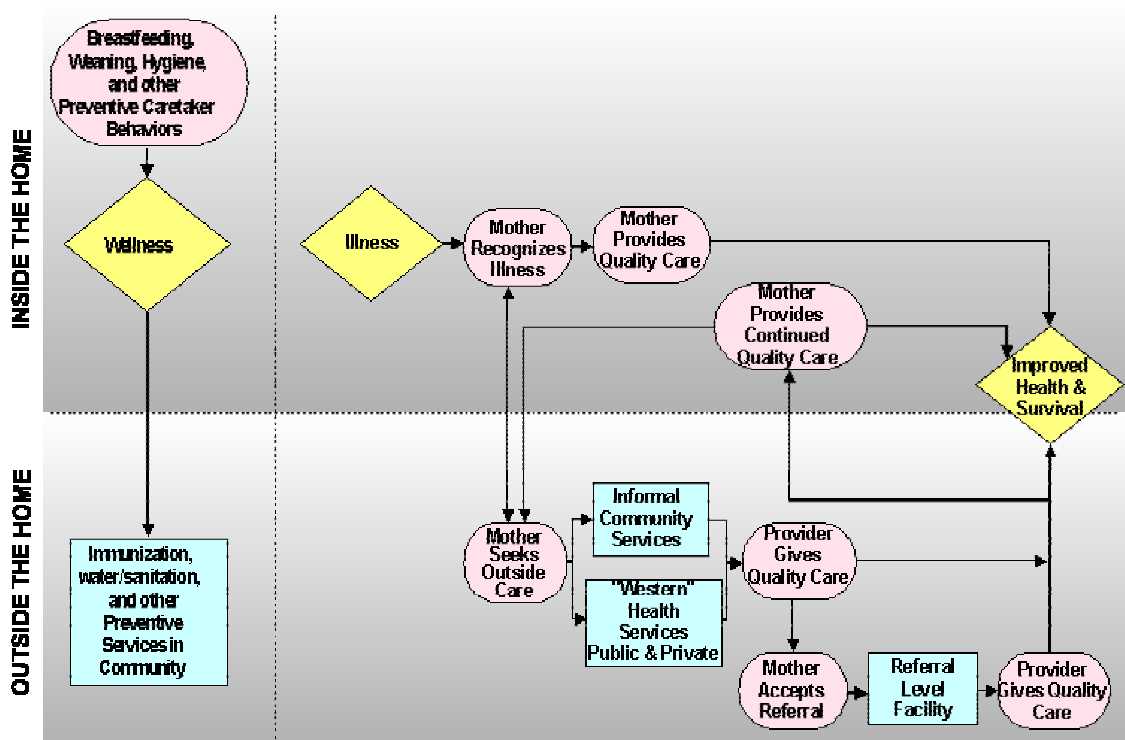 INSIDE THE HOME
OUTSIDE THE HOME
Breastfeeding,
Weaning, Hygiene,
and other
Preventive Caretaker
Behaviors
Wellness
Immunization,
water/sanitation,
and other
Preventive
Services in
Community
Illness
Mother
Recognizes
Illness
Mother
Provides
Quality Care
Mother
Provides
Continued
Quality Care
Improved
Health &
Survival
Mother
Seeks
Outside
Care
Informal
Community
Services
"Western"
Health
Services
Public & Private
Provider
Gives
Quality Care
Mother
Accepts
Referral
Referral
Level
Facility
Provider
Gives Quality
Care